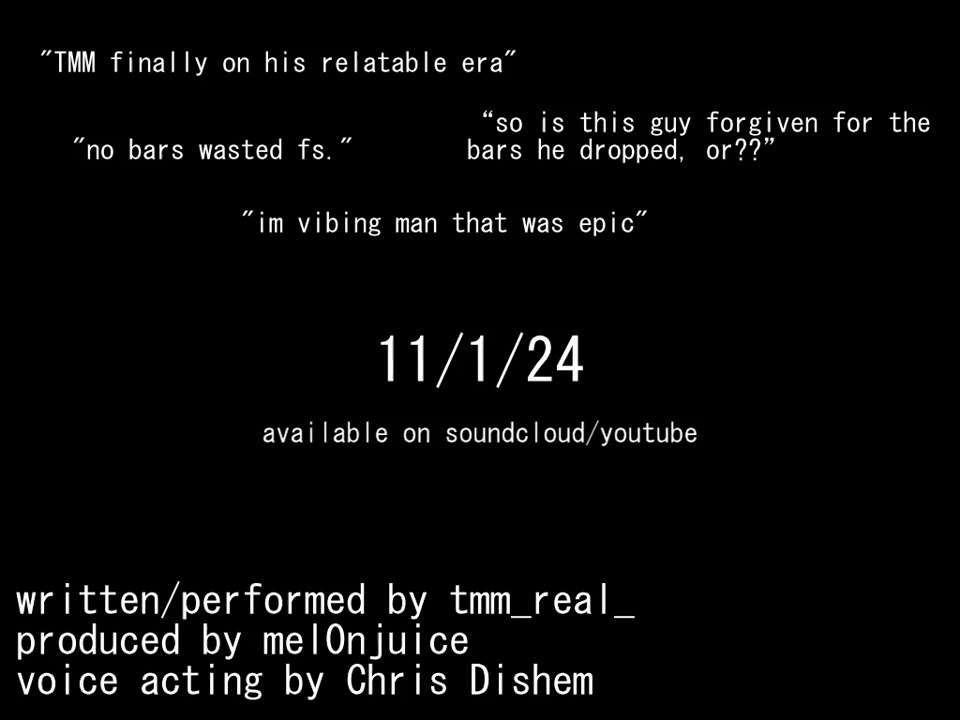 "TMM finally on his relatable era"
“so is this guy forgiven for the
"no bars wasted fs."
bars he dropped, or??”
"im vibing man that was epic"
11/1/24
available on soundcloud/youtube
written/performed by tmm_real_
produced by mel0njuice
voice acting by Chris Dishem